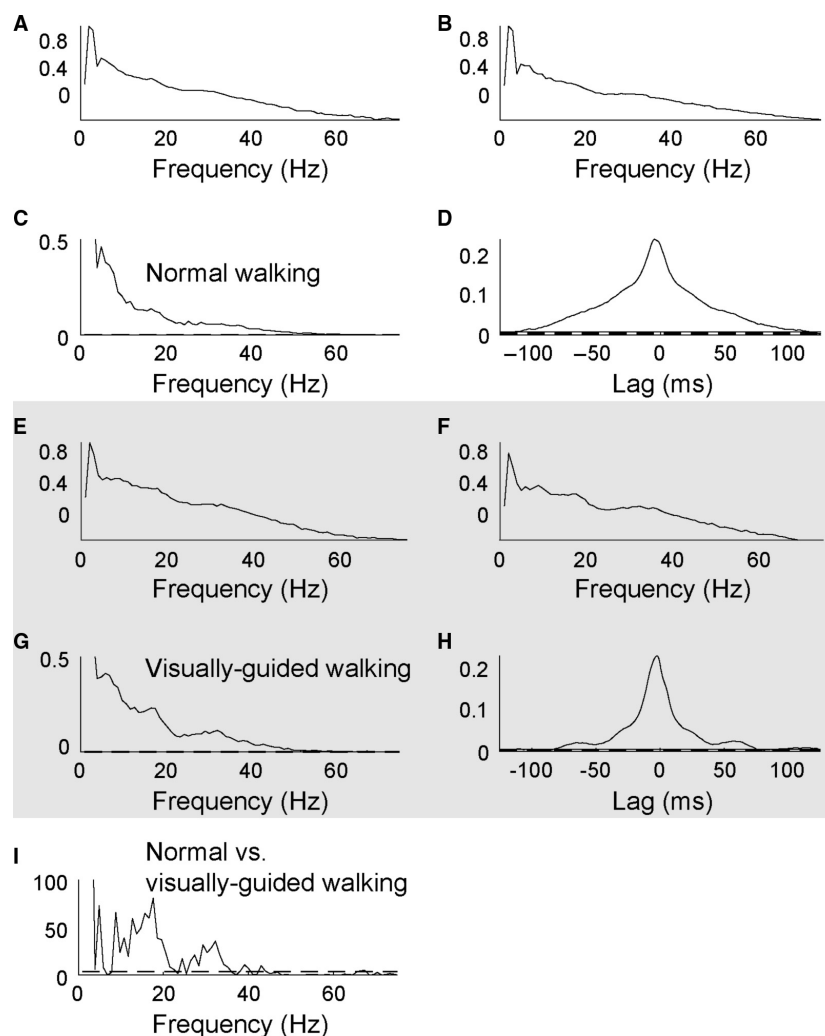 A
0.8
0.4
0
0 20 40 60
Frequency (Hz)
B
0.8
0.4
0
0 20 40 60
Frequency (Hz)
C
0.5
Normal walking
0
0 20 40 60
Frequency (Hz)
D
0.2
0.1
0
–100 –50 0 50 100
Lag (ms)
E
0.8
0.4
0
0 20 40 60
Frequency (Hz)
F
0.8
0.4
0
0 20 40 60
Frequency (Hz)
G
0.5
Visually-guided walking
0
0 20 40 60
Frequency (Hz)
H
0.2
0.1
0
-100 -50 0 50 100
Lag (ms)
I
Normal vs.
visually-guided walking
100
50
0
0 20 40 60
Frequency (Hz)